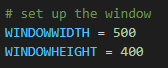 # set up the window
WINDOWWIDTH = 500
WINDOWHEIGHT = 400